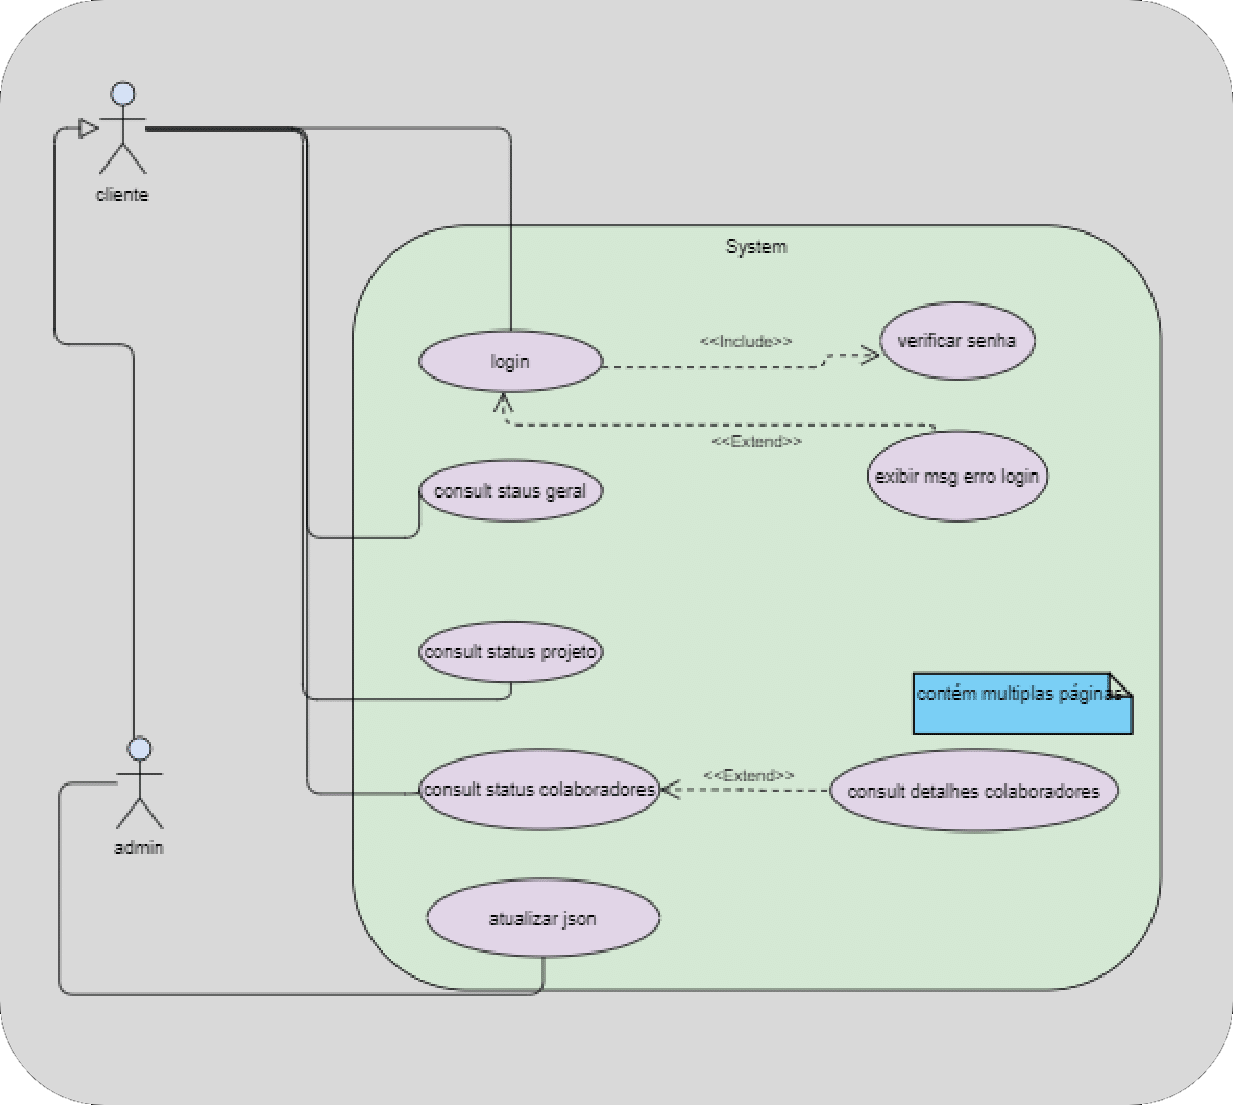 cliente
System
<<Include>>
verificar senha
login
<<Extend>>
exibir msg erro login
consult staus geral
consult status projeto
contém multiplas páginas
<<Extend>>
consult status colaboradores
consult detalhes colaboradores
admin
atualizar json